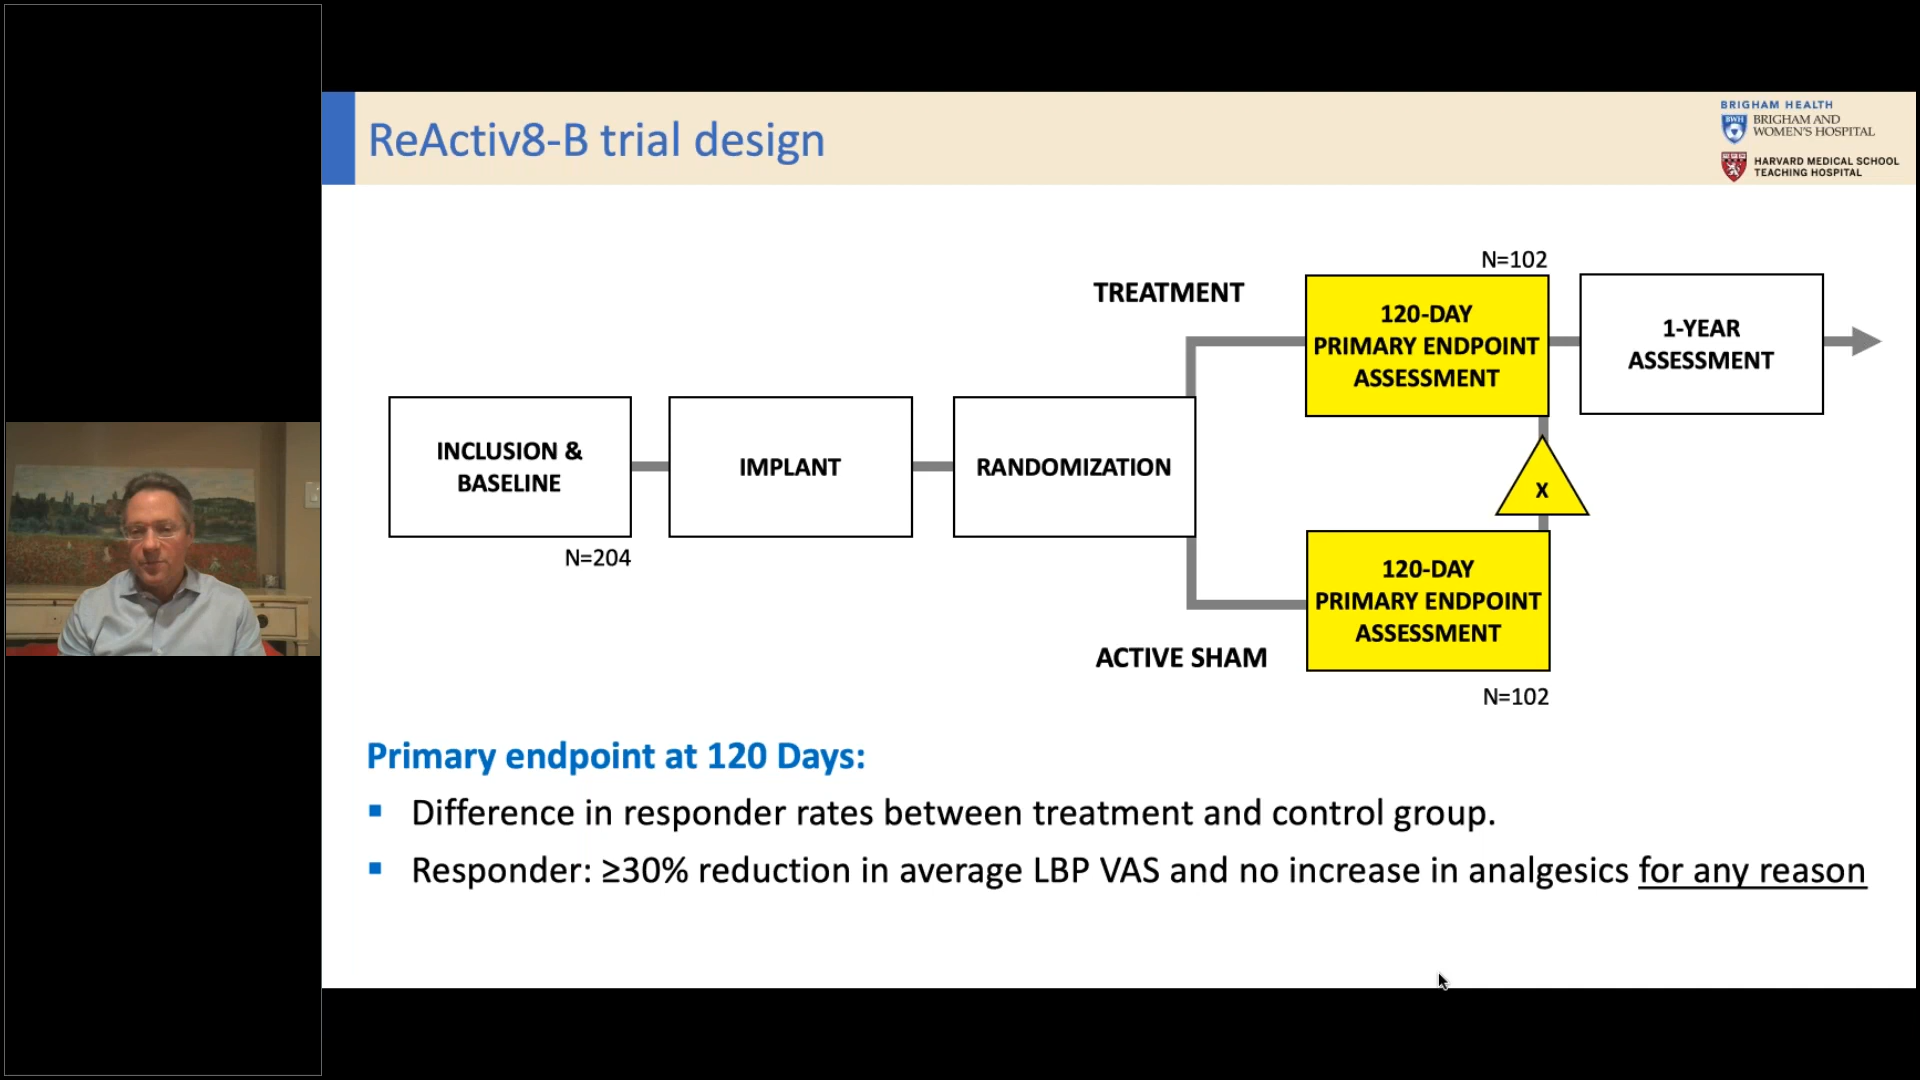 ReActiv8-B trial design
BRIGHAM HEALTH
BWH
BRIGHAM AND
WOMEN'S HOSPITAL
HARVARD MEDICAL SCHOOL
TEACHING HOSPITAL
INCLUSION &
BASELINE
N=204
IMPLANT
RANDOMIZATION
TREATMENT
N=102
120-DAY
PRIMARY ENDPOINT
ASSESSMENT
1-YEAR
ASSESSMENT
X
ACTIVE SHAM
120-DAY
PRIMARY ENDPOINT
ASSESSMENT
N=102
Primary endpoint at 120 Days:
▪ Difference in responder rates between treatment and control group.
▪ Responder: ≥30% reduction in average LBP VAS and no increase in analgesics for any reason